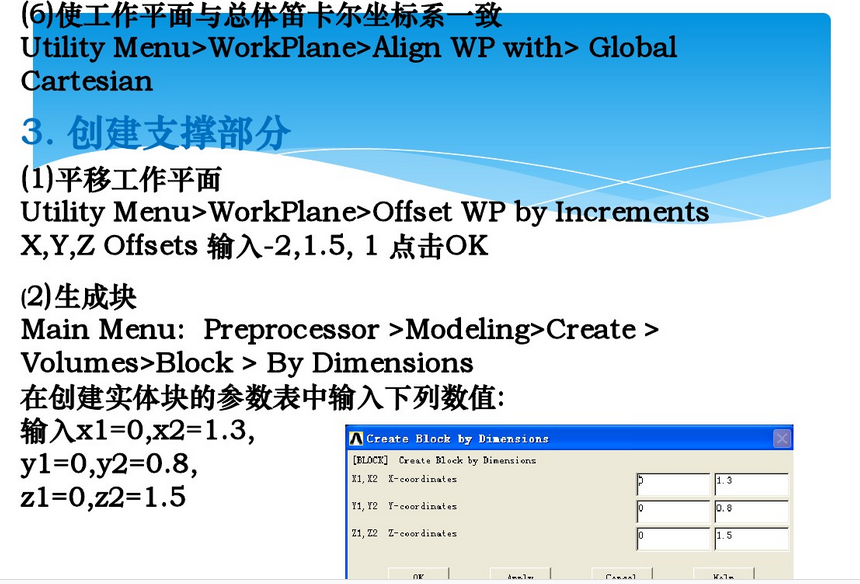 (6)使工作平面与总体笛卡尔坐标系一致
Utility Menu>WorkPlane>Align WP with> Global
Cartesian
3. 创建支撑部分
(1)平移工作平面
Utility Menu>WorkPlane>Offset WP by Increments
X,Y,Z Offsets 输入-2,1.5, 1 点击OK
(2)生成块
Main Menu: Preprocessor >Modeling>Create >
Volumes>Block > By Dimensions
在创建实体块的参数表中输入下列数值:
输入x1=0,x2=1.3,
y1=0,y2=0.8,
z1=0,z2=1.5
Create Block by Dimensions
[BLOCK] Create Block by Dimensions
X1,X2 X-coordinates 0 1.3
Y1,Y2 Y-coordinates 0 0.8
Z1,Z2 Z-coordinates 0 1.5
OK Apply Cancel Help